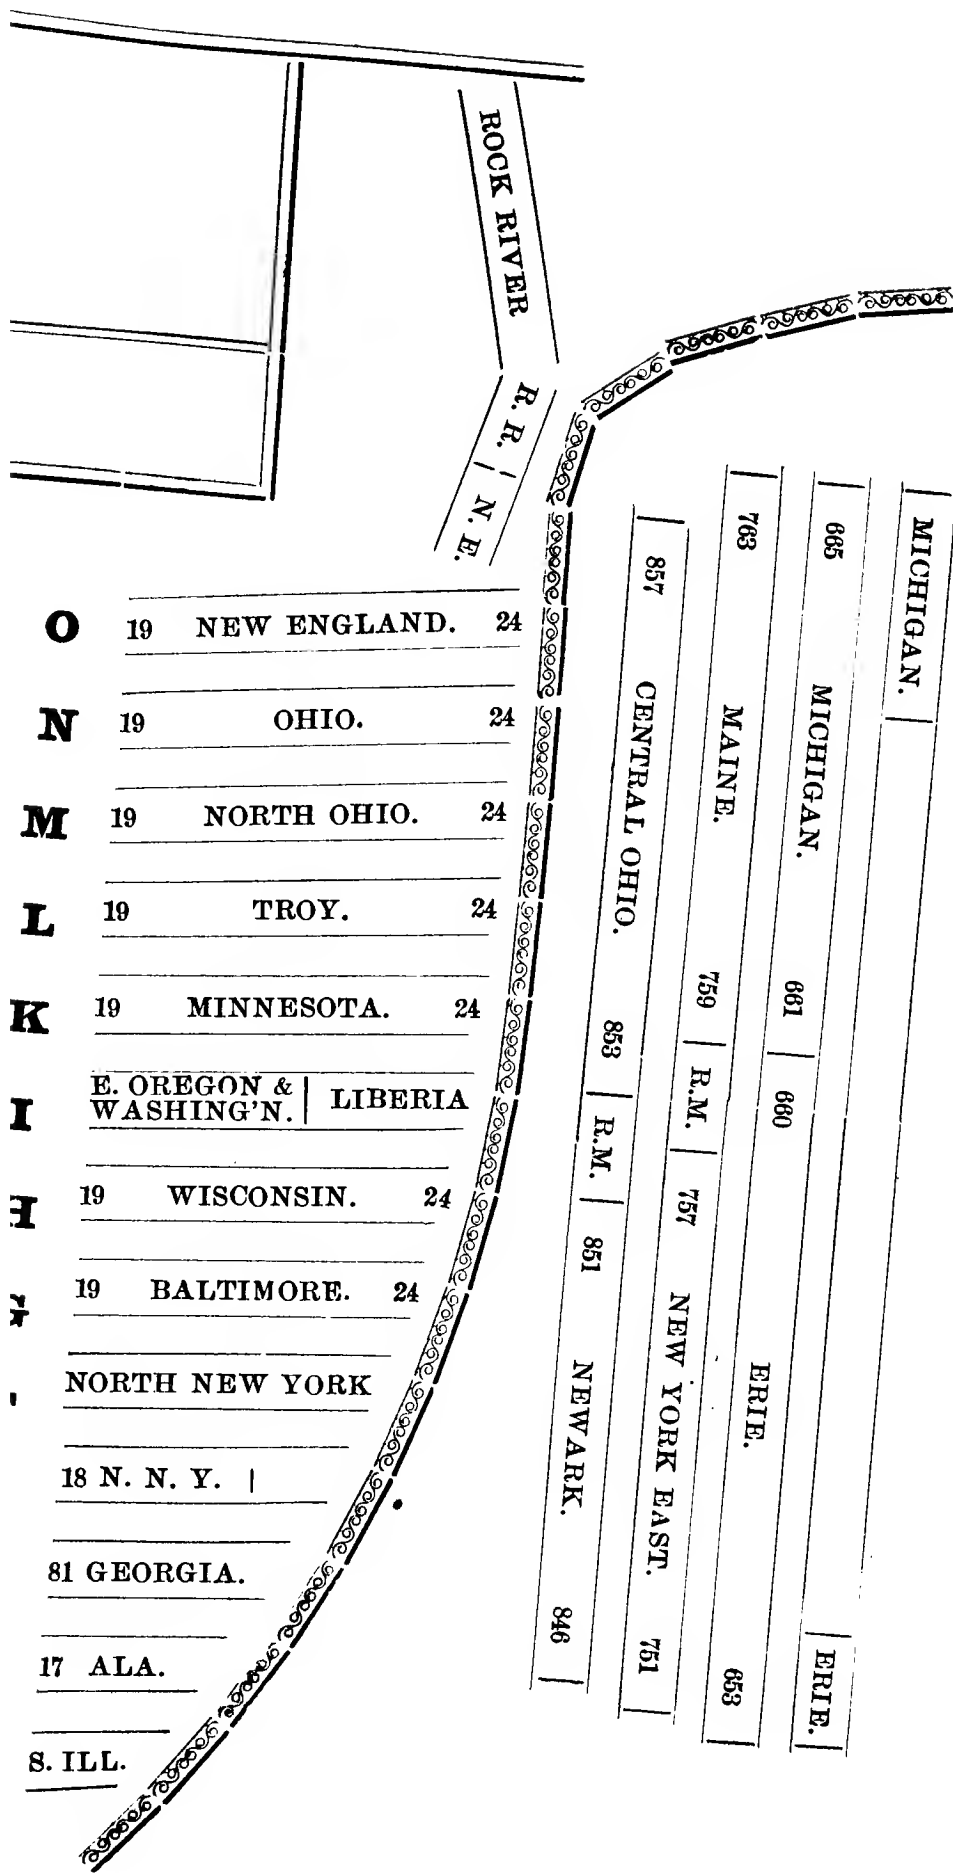 ROCK RIVER
R. R. | N. E.
O 19 NEW ENGLAND. 24
N 19 OHIO. 24
M 19 NORTH OHIO. 24
L 19 TROY. 24
K 19 MINNESOTA. 24
I E. OREGON & WASHING'N. | LIBERIA
H 19 WISCONSIN. 24
G 19 BALTIMORE. 24
NORTH NEW YORK
18 N. N. Y. |
81 GEORGIA.
17 ALA.
S. ILL.
MICHIGAN. ERIE.
665 MICHIGAN. 661 | 660 ERIE. 653
763 MAINE. 759 | R.M. | 757 NEW YORK EAST. 751
857 CENTRAL OHIO. 853 | R.M. | 851 NEWARK. 846